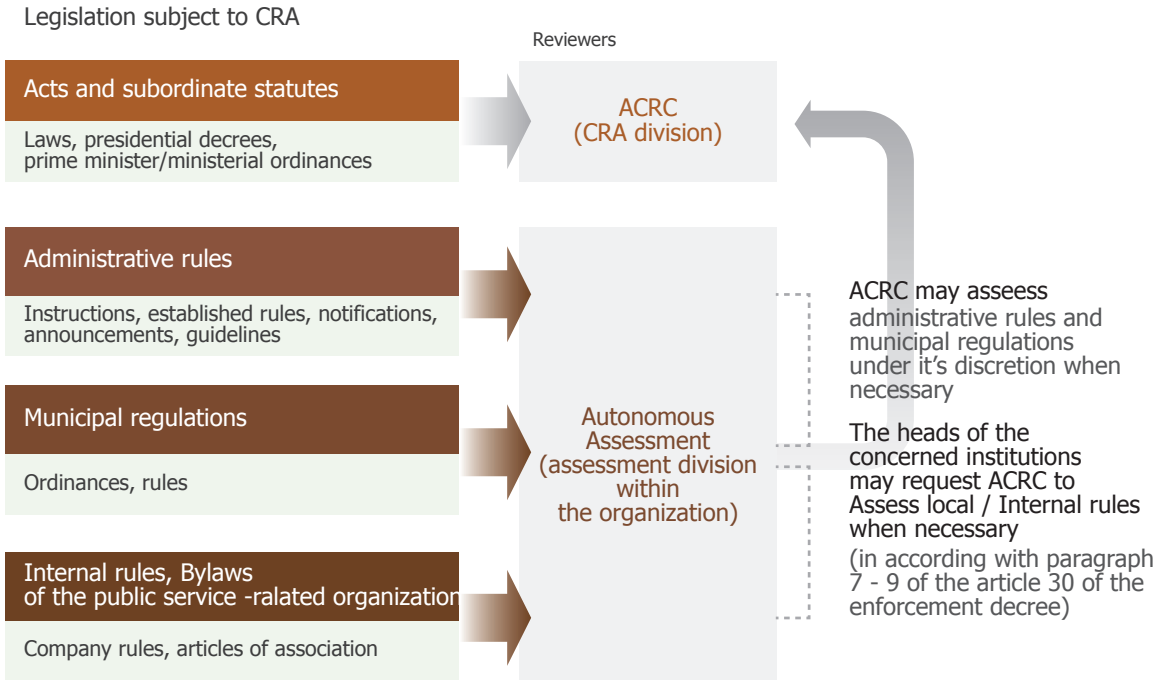 Legislation subject to CRA
Reviewers
Acts and subordinate statutes
Laws, presidential decrees,
prime minister/ministerial ordinances
ACRC
(CRA division)
Administrative rules
Instructions, established rules, notifications,
announcements, guidelines
Municipal regulations
Ordinances, rules
Internal rules, Bylaws
of the public service -ralated organization
Company rules, articles of association
Autonomous
Assessment
(assessment division
within
the organization)
ACRC may asseess
administrative rules and
municipal regulations
under it’s discretion when
necessary
The heads of the
concerned institutions
may request ACRC to
Assess local / Internal rules
when necessary
(in according with paragraph
7 - 9 of the article 30 of the
enforcement decree)